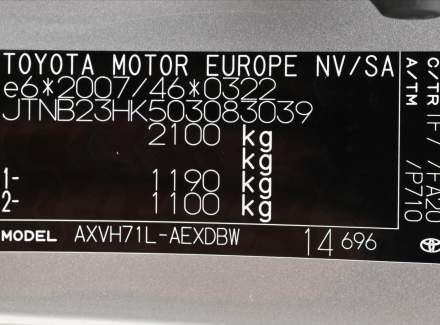 TOYOTA MOTOR EUROPE NV/SA
e6*2007/46*0322
JTNB23HK503083039
2100 kg
kg
1- 1190 kg
2- 1100 kg
MODEL AXVH71L-AEXDBW
14 696
C/TR
A/TM
/FA20
/P710